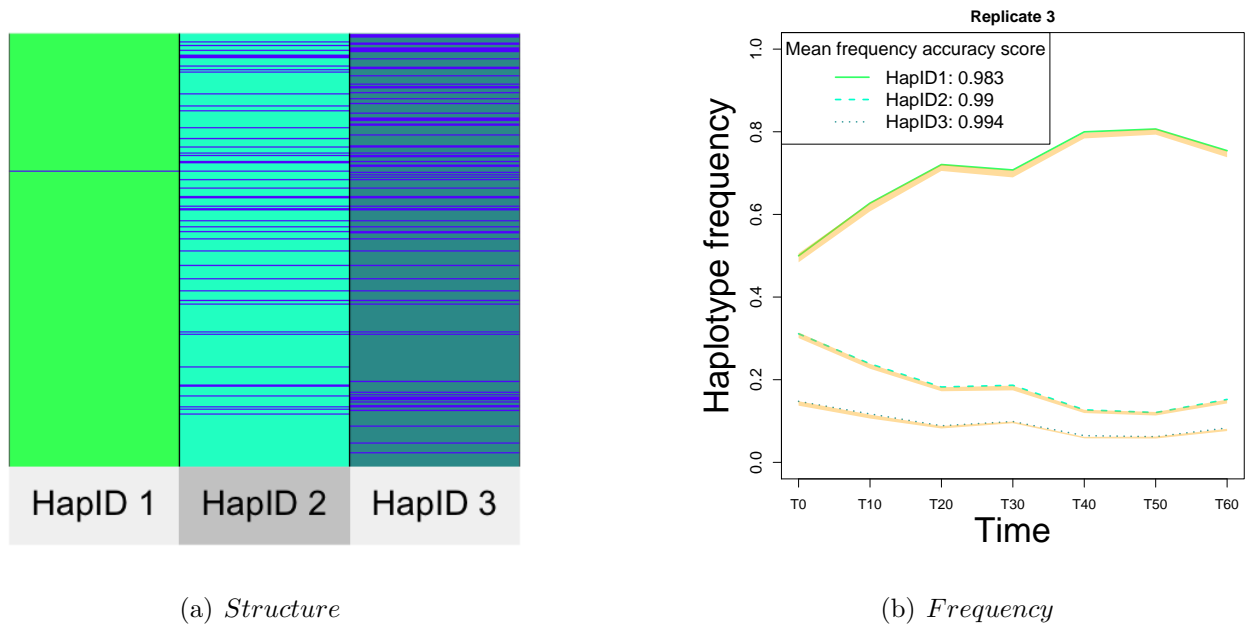 HapID 1 HapID 2 HapID 3
(a) Structure
Replicate 3
Mean frequency accuracy score
HapID1: 0.983
HapID2: 0.99
HapID3: 0.994
Haplotype frequency
1.0
0.8
0.6
0.4
0.2
0.0
T0 T10 T20 T30 T40 T50 T60
Time
(b) Frequency